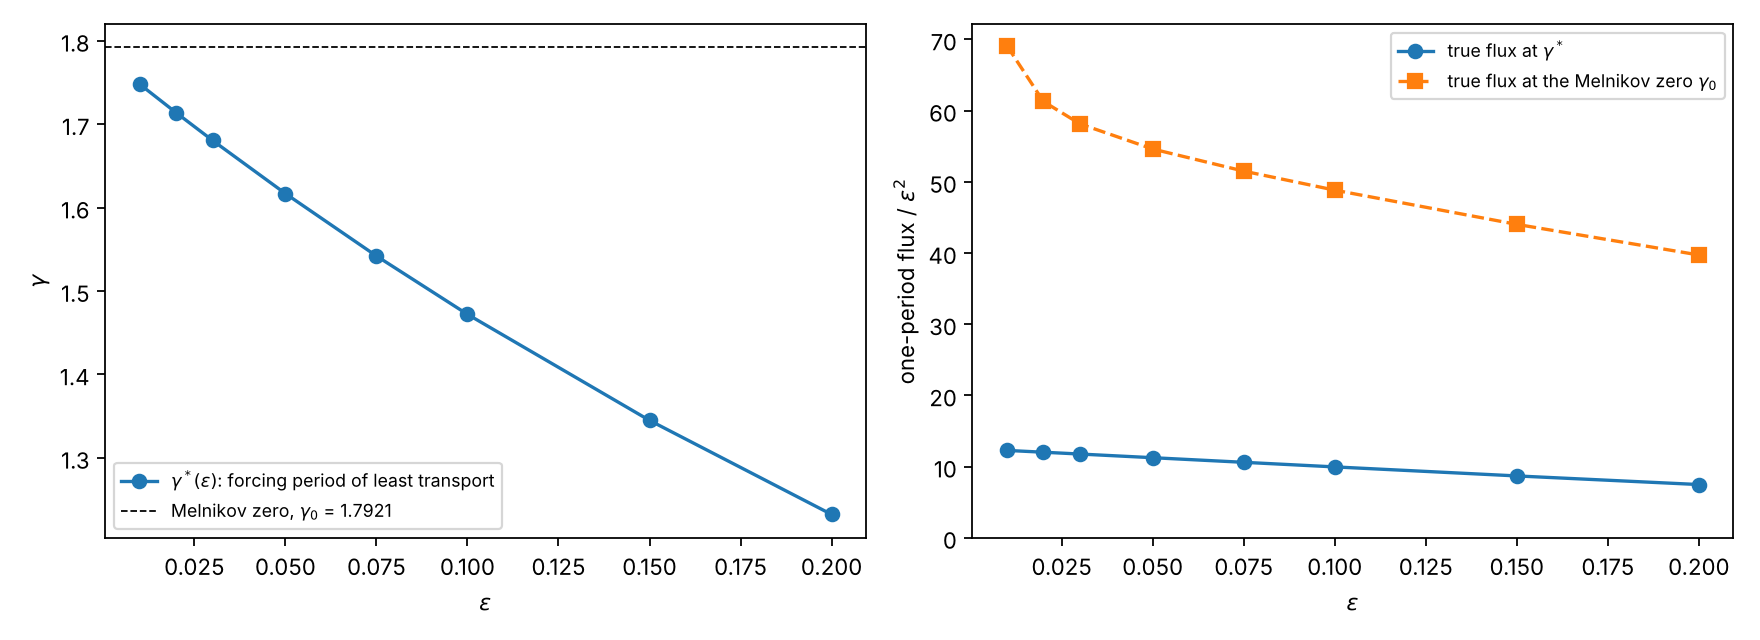 1.8
1.7
1.6
1.5
1.4
1.3
γ
γ*(ε): forcing period of least transport
Melnikov zero, γ₀ = 1.7921
0.025 0.050 0.075 0.100 0.125 0.150 0.175 0.200
ε
70
60
50
40
30
20
10
0
one-period flux / ε²
true flux at γ*
true flux at the Melnikov zero γ₀
0.025 0.050 0.075 0.100 0.125 0.150 0.175 0.200
ε